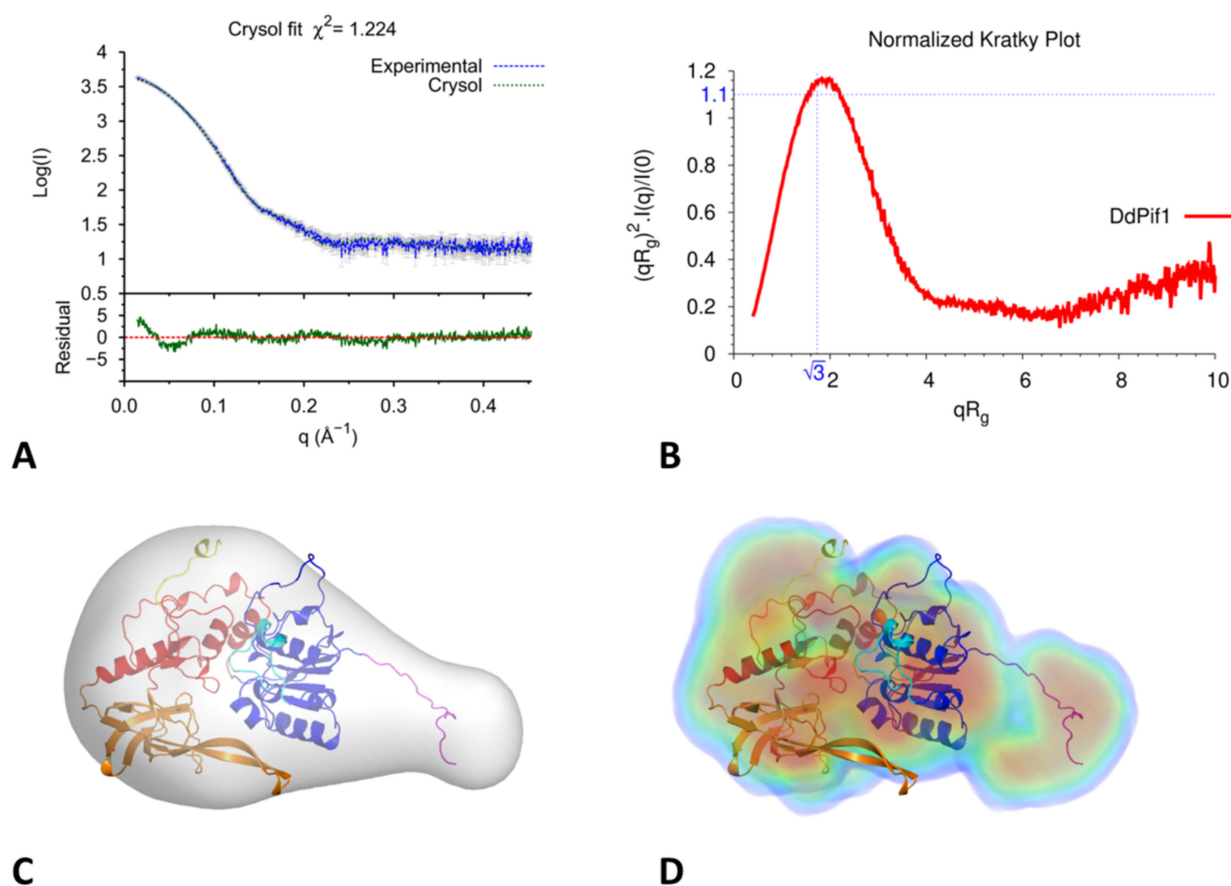 Crysol fit χ²= 1.224
Experimental
Crysol
4
3.5
3
2.5
2
1.5
1
0.5
Log(I)
5
0
−5
Residual
0.0 0.1 0.2 0.3 0.4
q (Å⁻¹)
A
Normalized Kratky Plot
1.2
1.1
1
0.8
0.6
0.4
0.2
0
(qRg)².I(q)/I(0)
DdPif1
0 √3 2 4 6 8 10
qRg
B
C
D